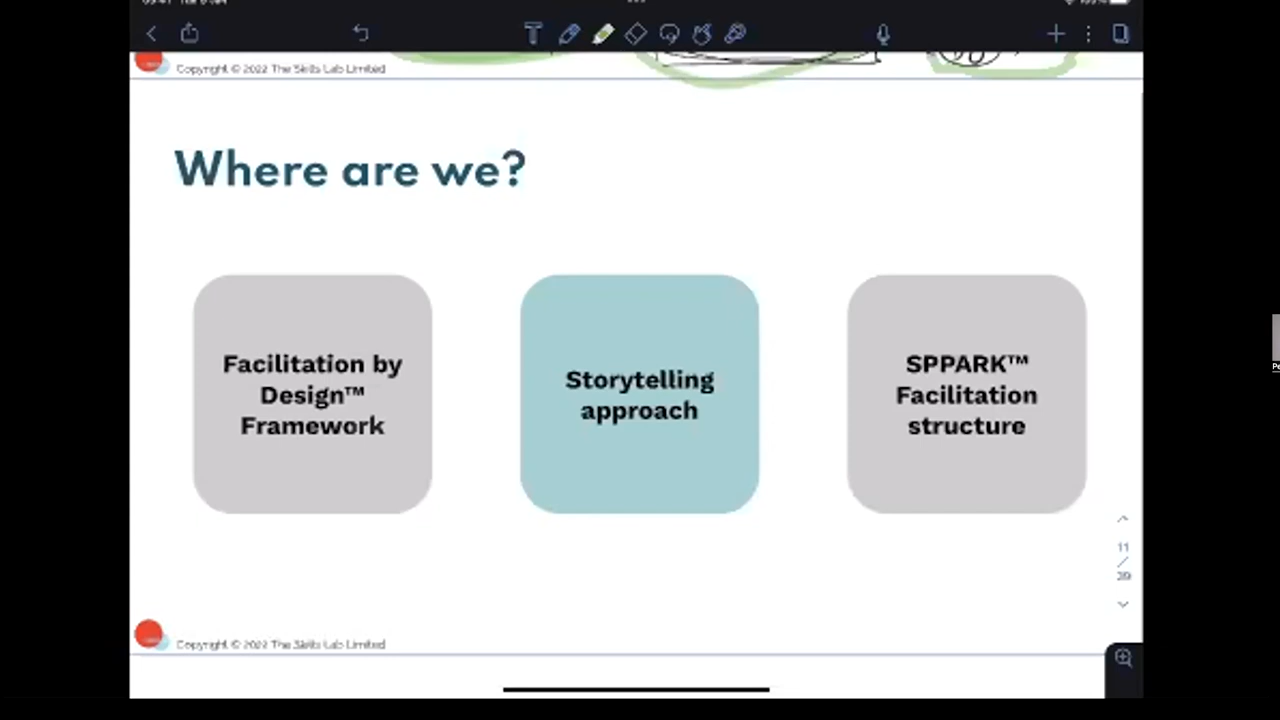 Copyright © 2022 The Skills Lab Limited
Where are we?
Facilitation by
Design™
Framework
Storytelling
approach
SPPARK™
Facilitation
structure
11
/
39
Copyright © 2022 The Skills Lab Limited